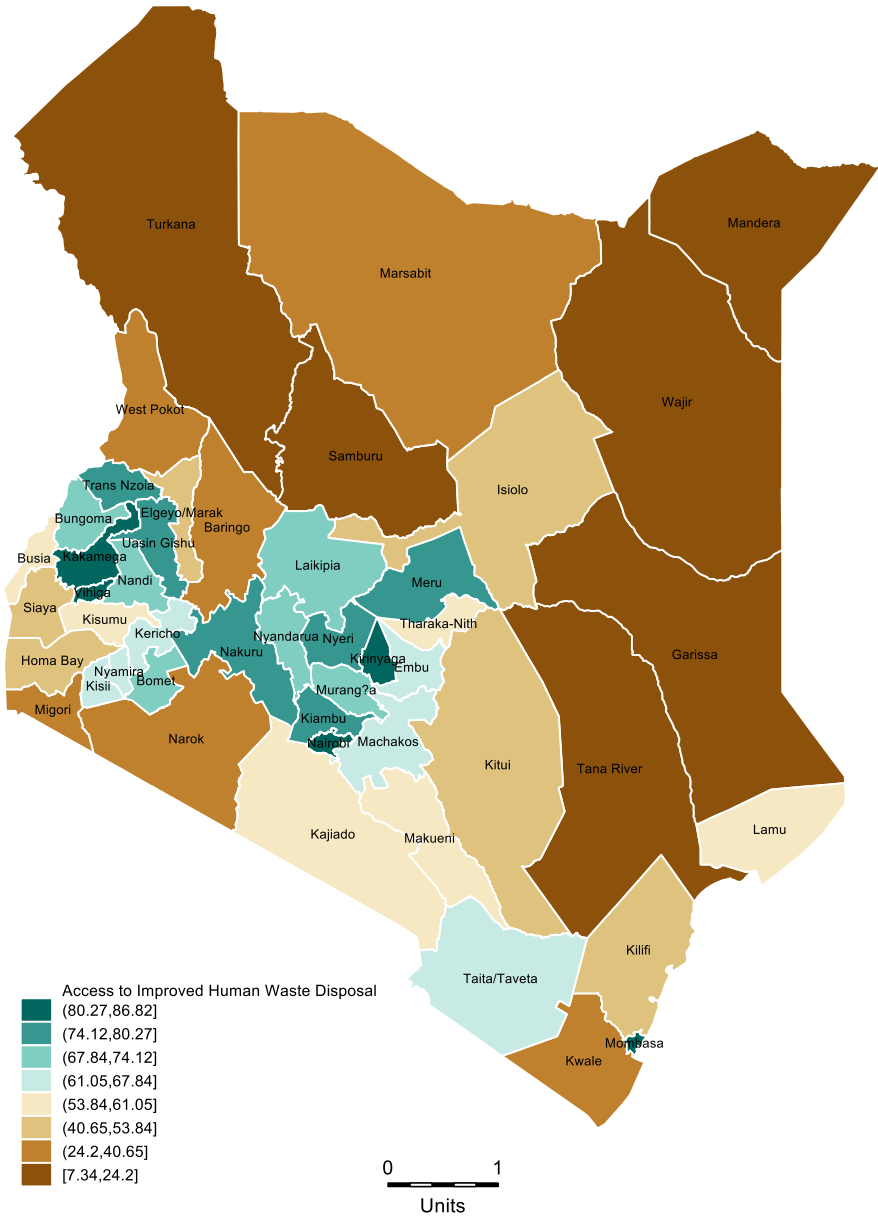 Turkana
Mandera
Marsabit
Wajir
West Pokot
Samburu
Isiolo
Trans Nzoia
Elgeyo/Marak
Bungoma
Baringo
Uasin Gishu
Busia
Kakamega
Laikipia
Nandi
Meru
Vihiga
Siaya
Kisumu
Tharaka-Nith
Kericho
Nyandarua
Nyeri
Nakuru
Garissa
Homa Bay
Kirinyaga
Embu
Nyamira
Bomet
Kisii
Murang?a
Migori
Kiambu
Narok
Nairobi
Machakos
Kitui
Tana River
Lamu
Kajiado
Makueni
Kilifi
Taita/Taveta
Mombasa
Kwale
Access to Improved Human Waste Disposal
(80.27,86.82]
(74.12,80.27]
(67.84,74.12]
(61.05,67.84]
(53.84,61.05]
(40.65,53.84]
(24.2,40.65]
[7.34,24.2]
0 1
Units